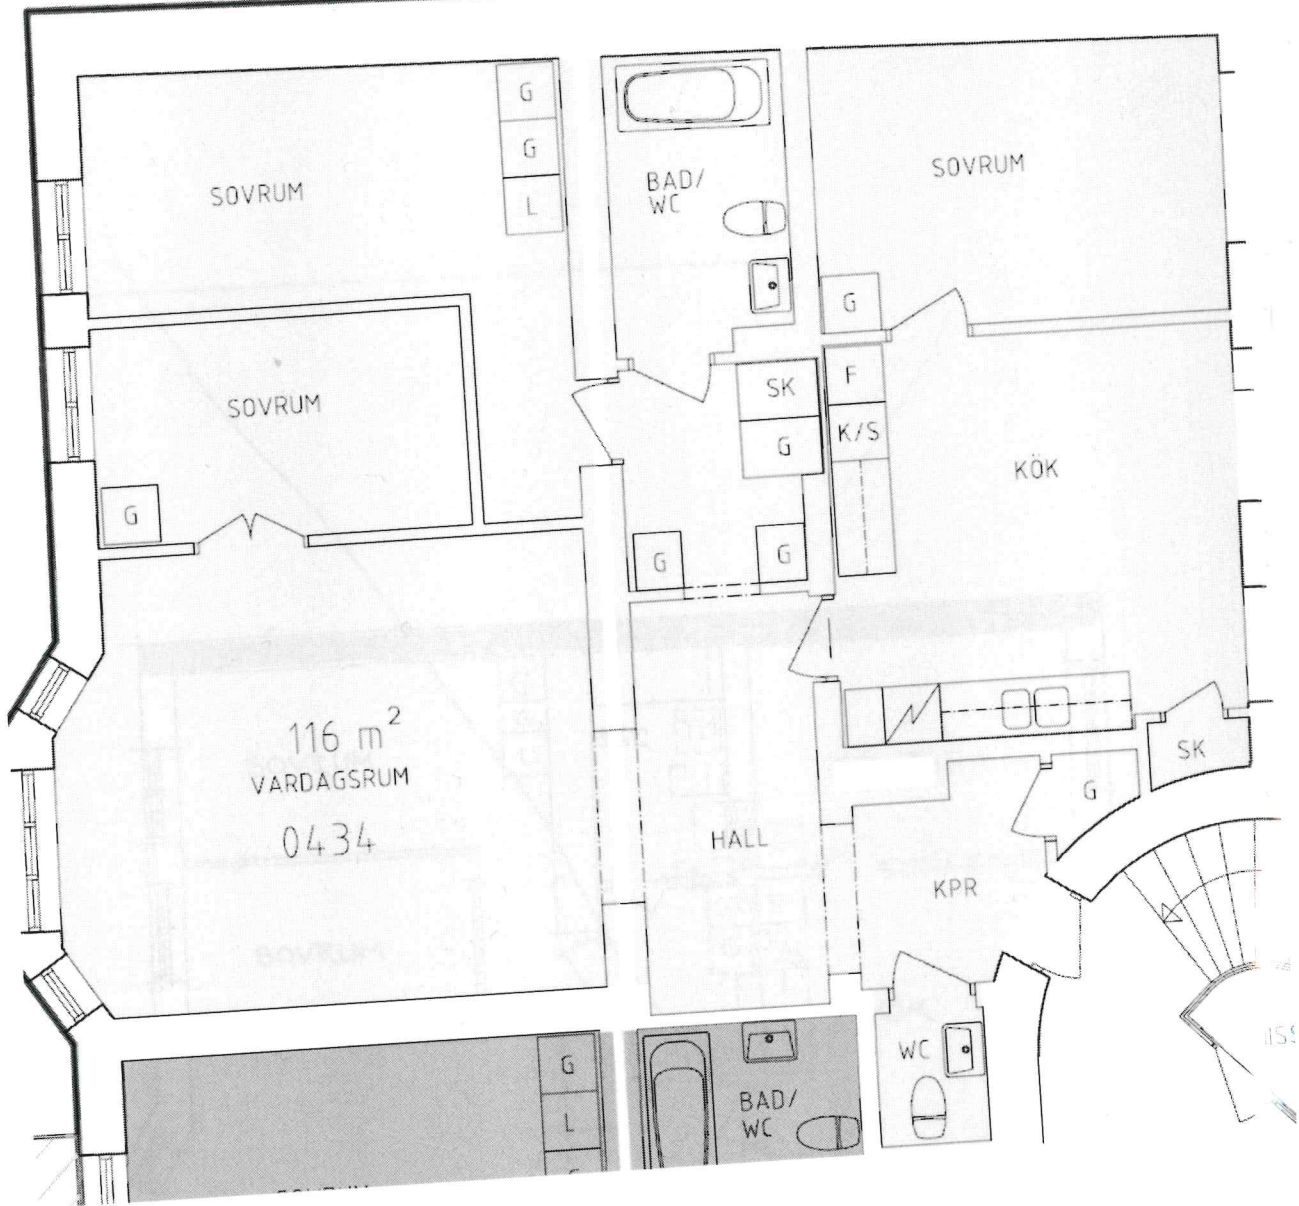 G
G
L
SOVRUM
BAD/
WC
SOVRUM
G
SOVRUM
SK
G
F
K/S
KÖK
G
G
G
116 m²
VARDAGSRUM
0434
HALL
KPR
G
SK
WC
G
L
BAD/
WC